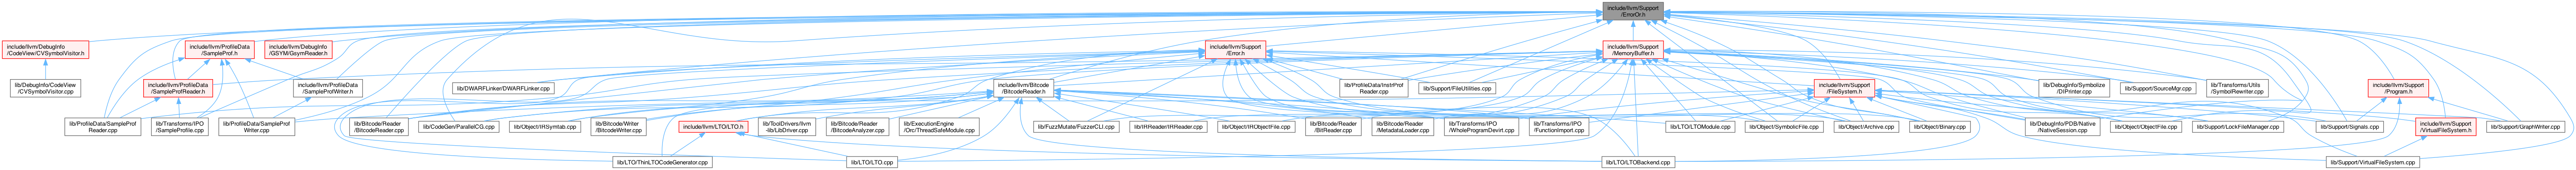 include/llvm/Support
/ErrorOr.h
include/llvm/DebugInfo
/CodeView/CVSymbolVisitor.h
include/llvm/ProfileData
/SampleProf.h
include/llvm/DebugInfo
/GSYM/GsymReader.h
include/llvm/Support
/Error.h
include/llvm/Support
/MemoryBuffer.h
lib/DebugInfo/CodeView
/CVSymbolVisitor.cpp
include/llvm/ProfileData
/SampleProfReader.h
include/llvm/ProfileData
/SampleProfWriter.h
lib/DWARFLinker/DWARFLinker.cpp
include/llvm/Bitcode
/BitcodeReader.h
lib/ProfileData/InstrProf
Reader.cpp
lib/Support/FileUtilities.cpp
include/llvm/Support
/FileSystem.h
lib/DebugInfo/Symbolize
/DIPrinter.cpp
lib/Support/SourceMgr.cpp
lib/Transforms/Utils
/SymbolRewriter.cpp
include/llvm/Support
/Program.h
lib/ProfileData/SampleProf
Reader.cpp
lib/Transforms/IPO
/SampleProfile.cpp
lib/ProfileData/SampleProf
Writer.cpp
lib/Bitcode/Reader
/BitcodeReader.cpp
lib/CodeGen/ParallelCG.cpp
lib/Object/IRSymtab.cpp
lib/Bitcode/Writer
/BitcodeWriter.cpp
include/llvm/LTO/LTO.h
lib/ToolDrivers/llvm
-lib/LibDriver.cpp
lib/Bitcode/Reader
/BitcodeAnalyzer.cpp
lib/ExecutionEngine
/Orc/ThreadSafeModule.cpp
lib/FuzzMutate/FuzzerCLI.cpp
lib/IRReader/IRReader.cpp
lib/Object/IRObjectFile.cpp
lib/Bitcode/Reader
/BitReader.cpp
lib/Bitcode/Reader
/MetadataLoader.cpp
lib/Transforms/IPO
/WholeProgramDevirt.cpp
lib/Transforms/IPO
/FunctionImport.cpp
lib/LTO/LTOModule.cpp
lib/Object/SymbolicFile.cpp
lib/Object/Archive.cpp
lib/Object/Binary.cpp
lib/DebugInfo/PDB/Native
/NativeSession.cpp
lib/Object/ObjectFile.cpp
lib/Support/LockFileManager.cpp
lib/Support/Signals.cpp
include/llvm/Support
/VirtualFileSystem.h
lib/Support/GraphWriter.cpp
lib/LTO/ThinLTOCodeGenerator.cpp
lib/LTO/LTO.cpp
lib/LTO/LTOBackend.cpp
lib/Support/VirtualFileSystem.cpp